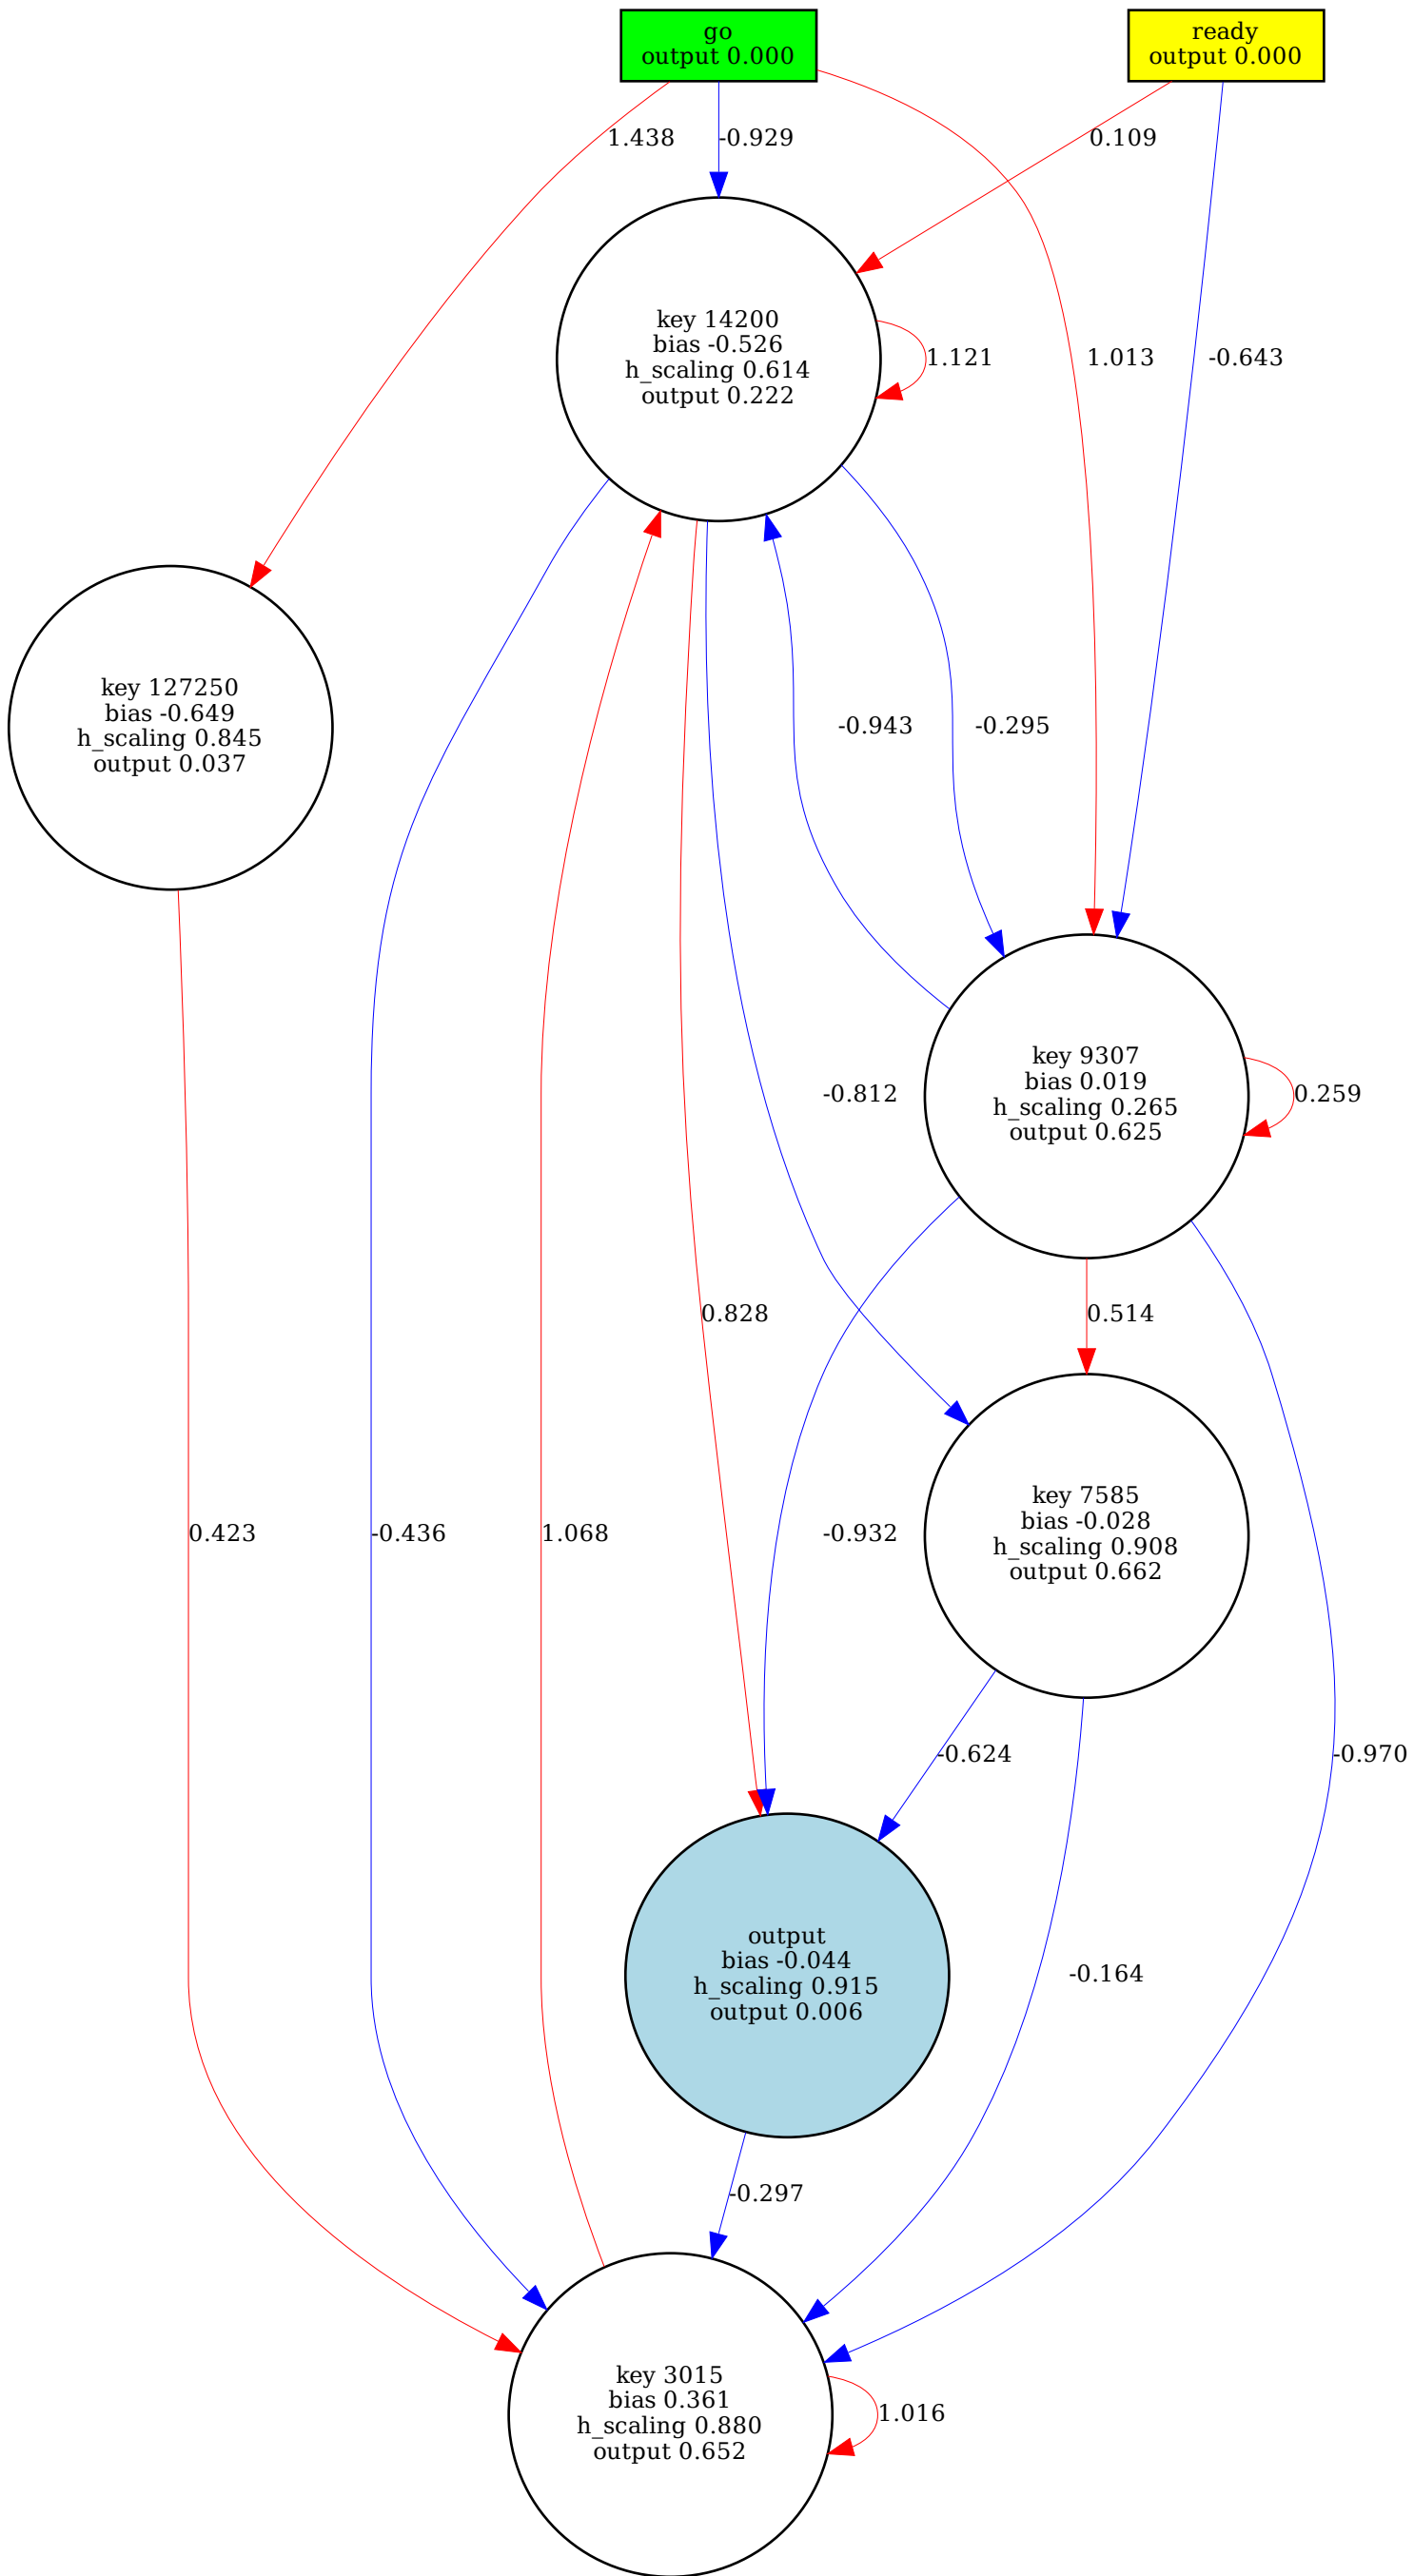 go
output 0.000
ready
output 0.000
1.438
-0.929
0.109
key 14200
bias -0.526
h_scaling 0.614
output 0.222
1.121
1.013
-0.643
key 127250
bias -0.649
h_scaling 0.845
output 0.037
-0.943
-0.295
key 9307
bias 0.019
h_scaling 0.265
output 0.625
-0.812
0.259
0.828
0.514
key 7585
bias -0.028
h_scaling 0.908
output 0.662
0.423
-0.436
1.068
-0.932
-0.624
-0.970
output
bias -0.044
h_scaling 0.915
output 0.006
-0.164
-0.297
key 3015
bias 0.361
h_scaling 0.880
output 0.652
1.016